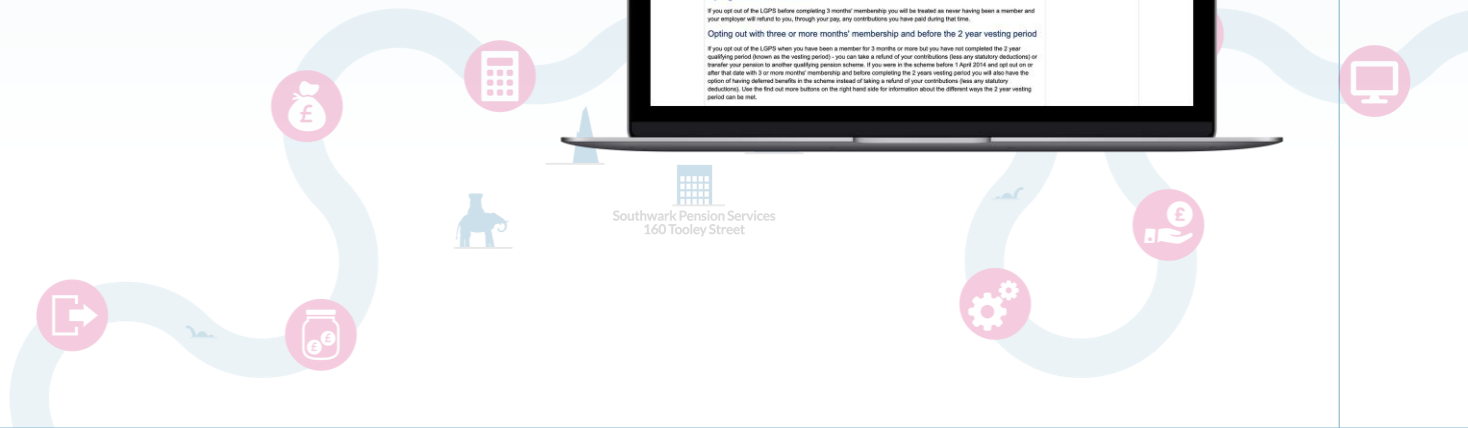 If you opt out of the LGPS before completing 3 months' membership you will be treated as never having been a member and
your employer will refund to you, through your pay, any contributions you have paid during that time.
Opting out with three or more months' membership and before the 2 year vesting period
If you opt out of the LGPS when you have been a member for 3 months or more but you have not completed the 2 year
qualifying period (known as the vesting period) - you can take a refund of your contributions (less any statutory deductions) or
transfer your pension to another qualifying pension scheme. If you were in the scheme before 1 April 2014 and opt out on or
after that date with 3 or more months' membership and before completing the 2 years vesting period you will also have the
option of having deferred benefits in the scheme instead of taking a refund of your contributions (less any statutory
deductions). Use the find out more buttons on the right hand side for information about the different ways the 2 year vesting
period can be met.
£
£
Southwark Pension Services
160 Tooley Street
£ £